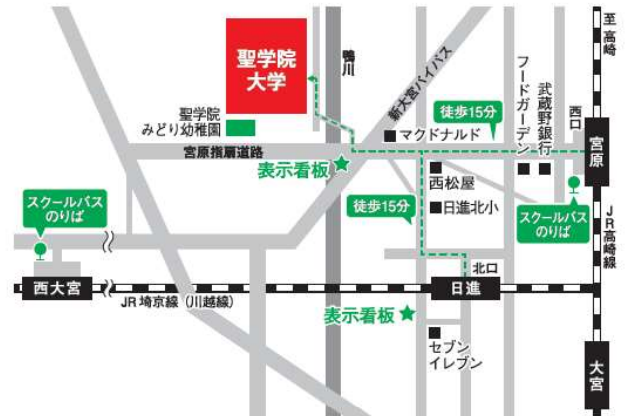 聖学院
大学
聖学院
みどり幼稚園
鴨川
新大宮バイパス
フードガーデン
武蔵野銀行
西口
至高崎
宮原
徒歩15分
マクドナルド
宮原指扇道路
表示看板
西松屋
日進北小
徒歩15分
スクールバス
のりば
スクールバス
のりば
JR高崎線
西大宮
JR 埼京線（川越線）
北口
日進
表示看板
セブン
イレブン
大宮